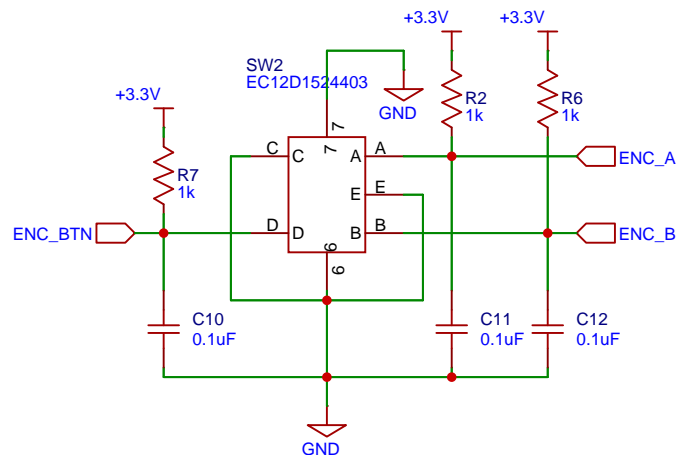 +3.3V
+3.3V
SW2
EC12D1524403
R2
1k
R6
1k
GND
+3.3V
7
7
C
C
A
A
ENC_A
R7
1k
E
E
ENC_BTN
D
D
B
B
ENC_B
6
6
C10
0.1uF
C11
0.1uF
C12
0.1uF
GND